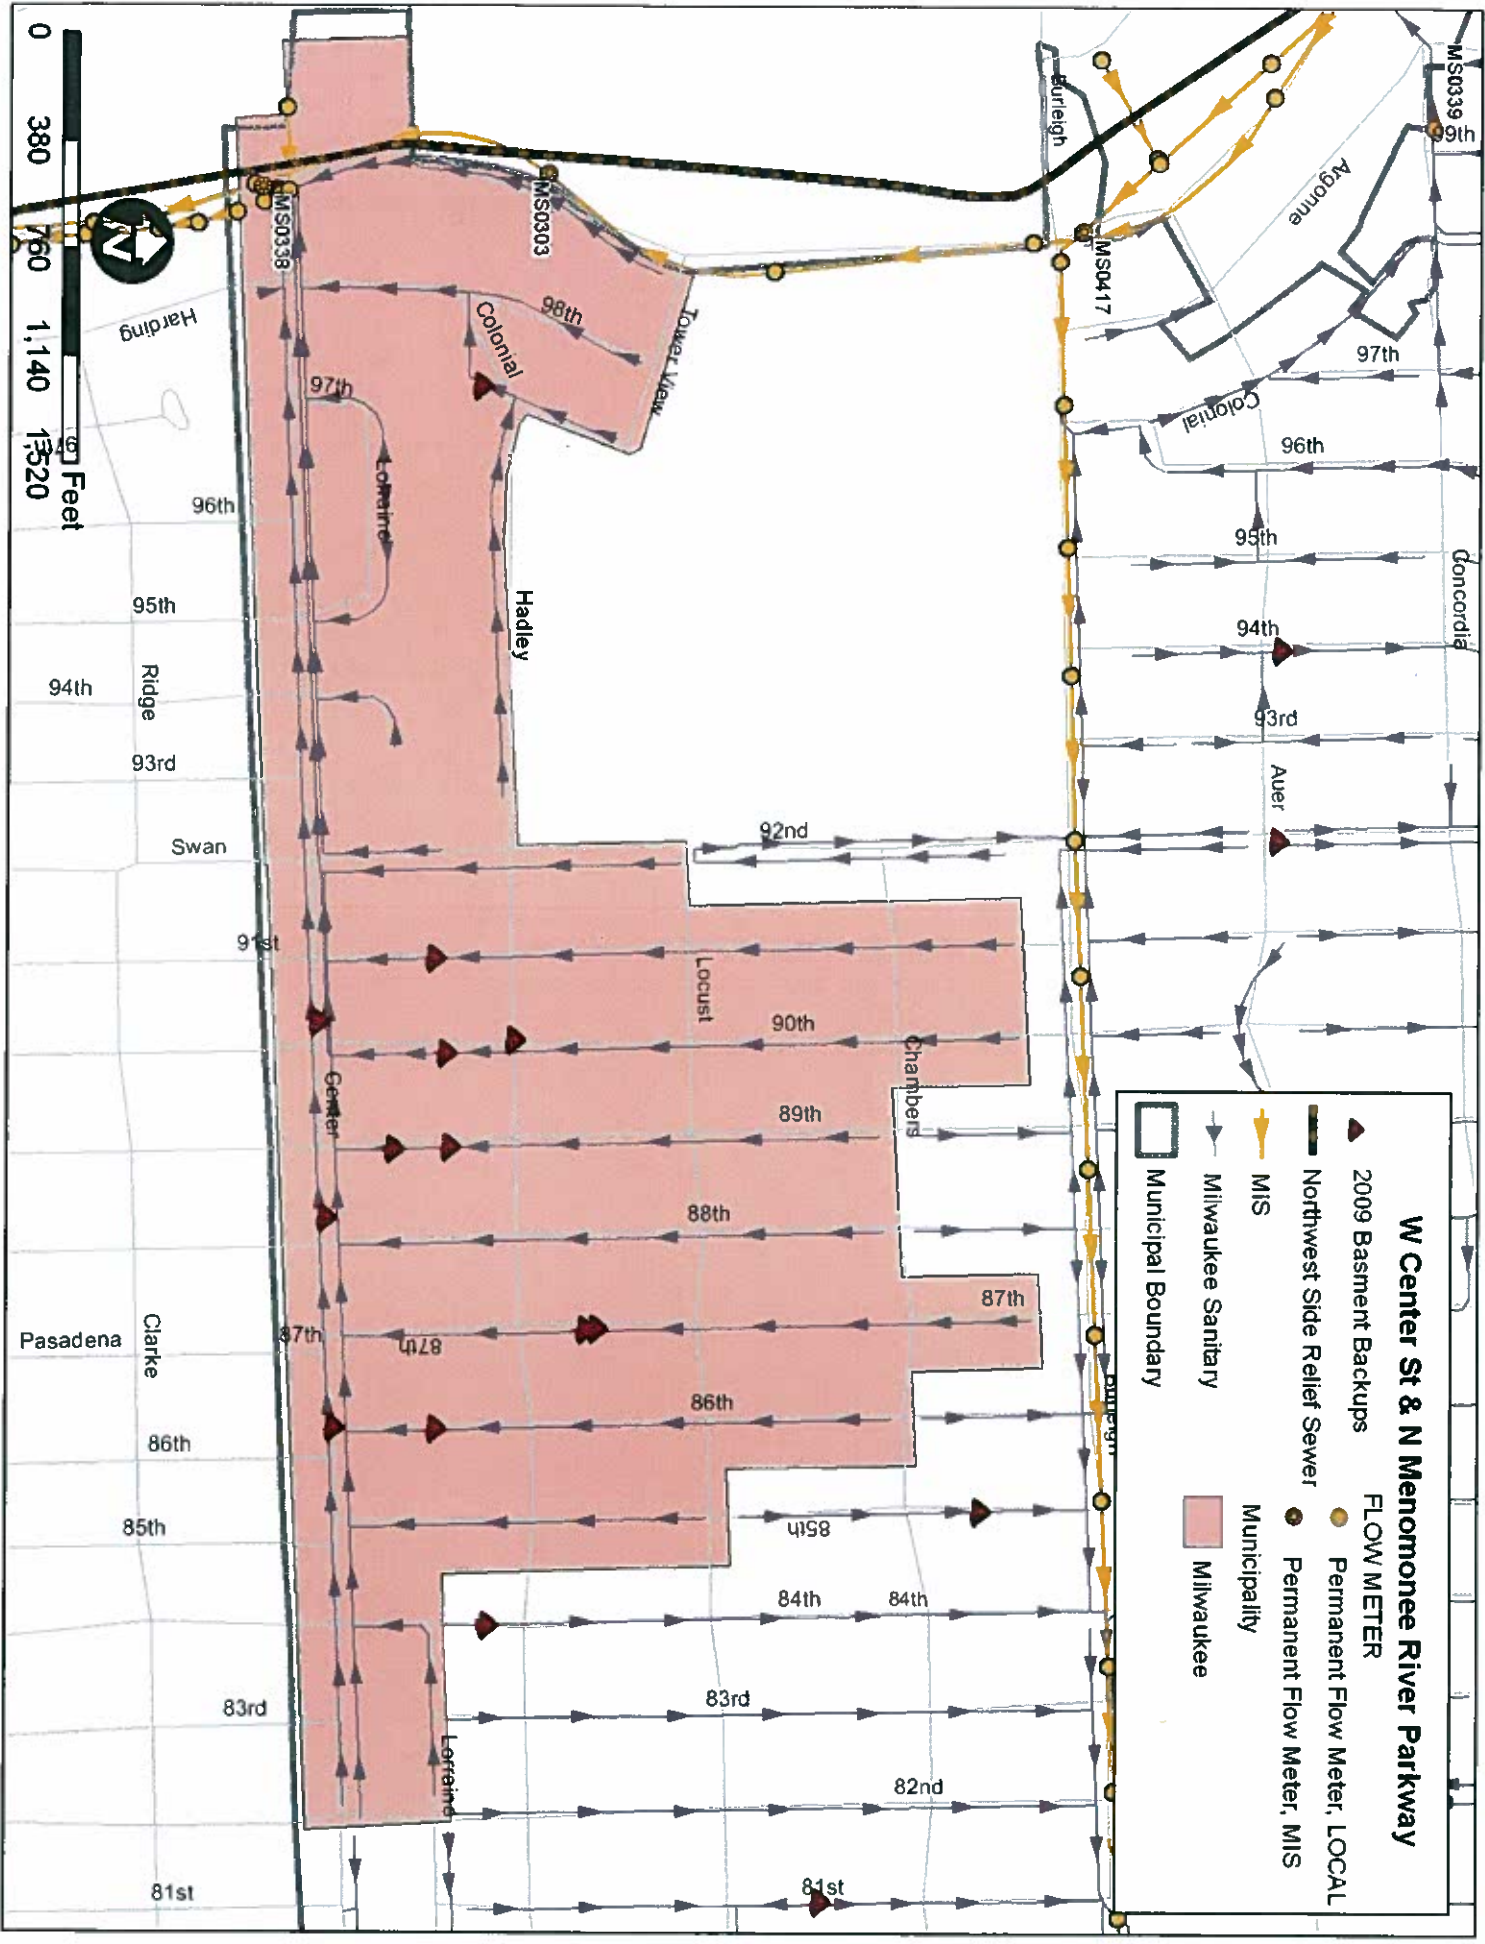 W Center St & N Menomonee River Parkway
2009 Basment Backups
Northwest Side Relief Sewer
MIS
Milwaukee Sanitary
Municipal Boundary
FLOW METER
Permanent Flow Meter, LOCAL
Permanent Flow Meter, MIS
Municipality
Milwaukee
MS0339
99th
Argonne
Burleigh
MS0417
97th
Colonial
96th
95th
Concordia
94th
93rd
Auer
MS0303
MS0338
98th
Colonial
Tower View
97th
Lorraine
Hadley
Harding
96th
95th
Ridge
94th
93rd
Swan
92nd
91st
Locust
90th
Chambers
Center
89th
88th
87th
87th
87th
Pasadena
Clarke
86th
86th
Burleigh
85th
85th
84th
84th
83rd
83rd
Lorraine
82nd
81st
81st
N
0 380 760 1,140 1,520
Feet